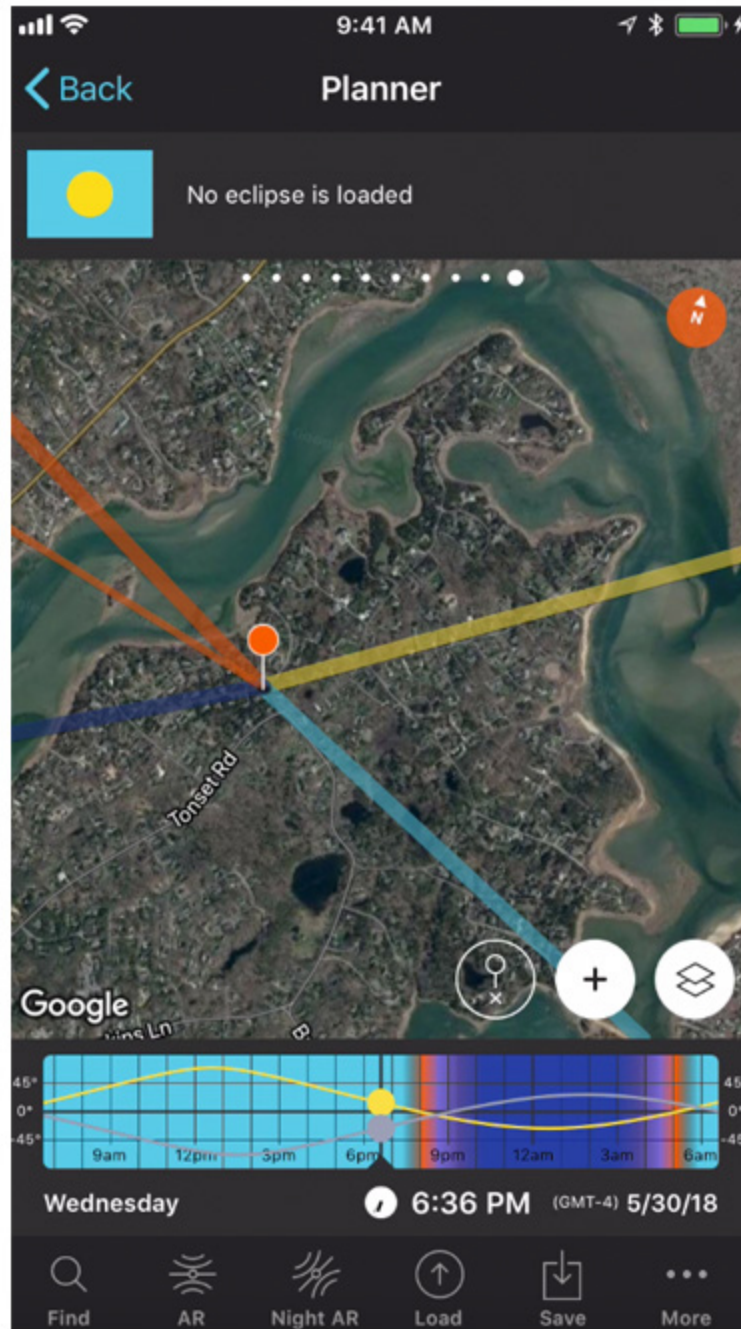 9:41 AM
Back
Planner
No eclipse is loaded
N
Tonset Rd
Google
kins Ln
B
45°
0°
-45°
45°
0°
-45°
9am 12pm 3pm 6pm 9pm 12am 3am 6am
Wednesday 6:36 PM (GMT-4) 5/30/18
Find AR Night AR Load Save More